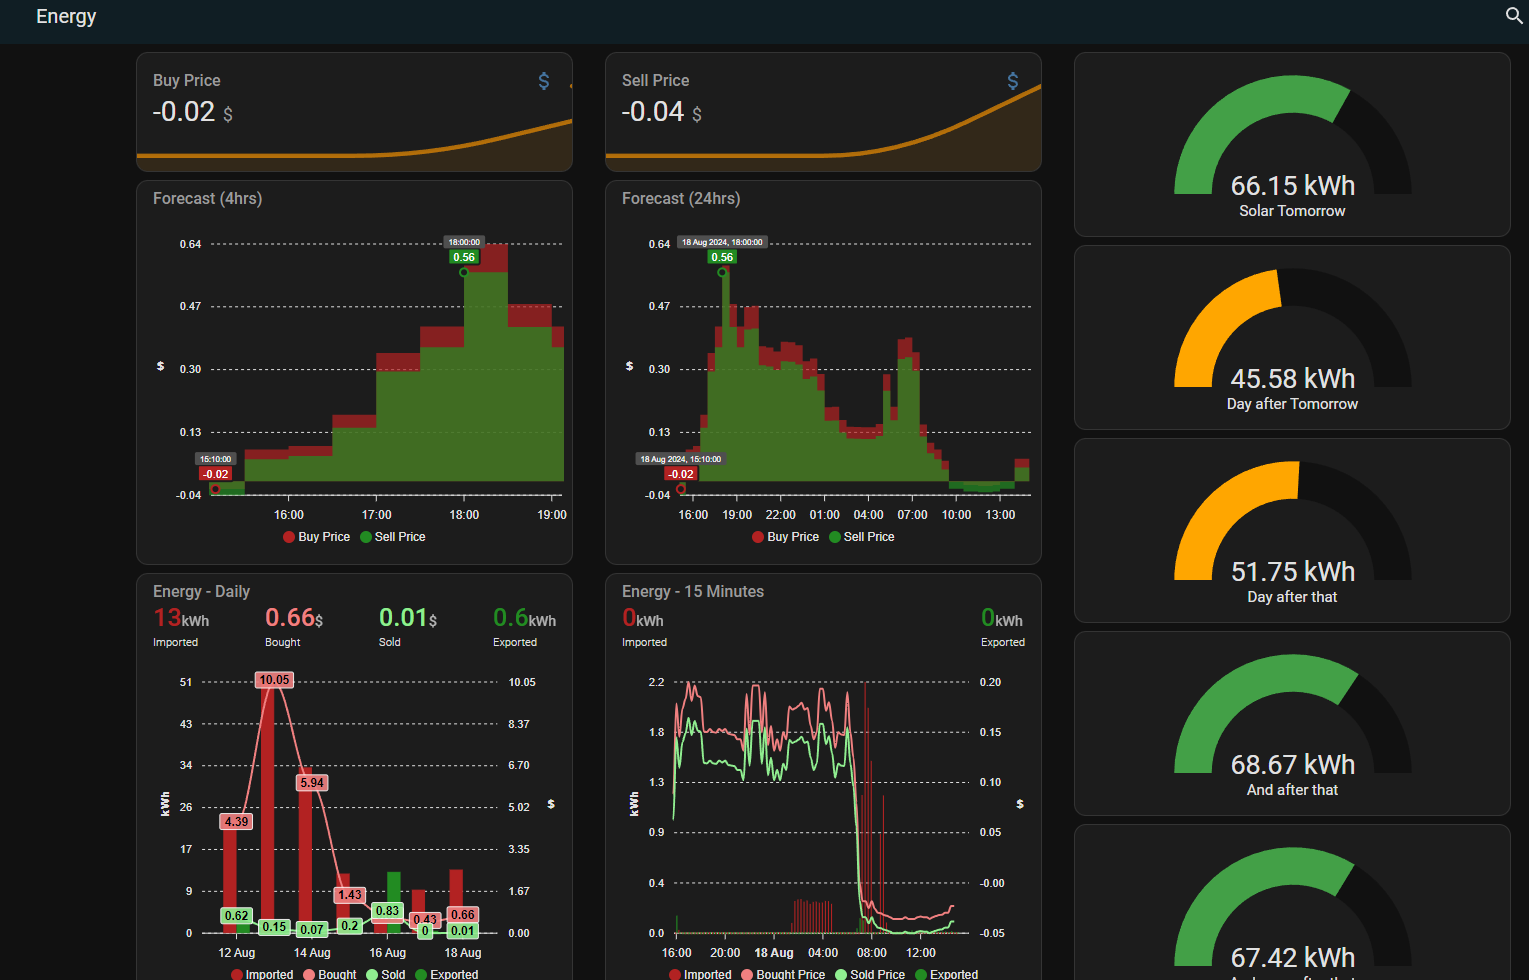 Energy
Buy Price
$
-0.02 $
Sell Price
$
-0.04 $
Forecast (4hrs)
0.64
0.47
0.30
0.13
-0.04
$
18:00:00
0.56
15:10:00
-0.02
16:00 17:00 18:00 19:00
Buy Price Sell Price
Forecast (24hrs)
0.64
0.47
0.30
0.13
-0.04
$
18 Aug 2024, 18:00:00
0.56
18 Aug 2024, 15:10:00
-0.02
16:00 19:00 22:00 01:00 04:00 07:00 10:00 13:00
Buy Price Sell Price
Energy - Daily
13kWh 0.66$ 0.01$ 0.6kWh
Imported Bought Sold Exported
51
43
34
26
17
9
0
kWh
10.05
8.37
6.70
5.02
3.35
1.67
0.00
$
10.05
5.94
4.39
1.43
0.83
0.62
0.43
0.66
0.15
0.07
0.2
0
0.01
12 Aug 14 Aug 16 Aug 18 Aug
Imported Bought Sold Exported
Energy - 15 Minutes
0kWh 0kWh
Imported Exported
2.2
1.8
1.3
0.9
0.4
0.0
kWh
0.20
0.15
0.10
0.05
-0.00
-0.05
$
16:00 20:00 18 Aug 04:00 08:00 12:00
Imported Bought Price Sold Price Exported
66.15 kWh
Solar Tomorrow
45.58 kWh
Day after Tomorrow
51.75 kWh
Day after that
68.67 kWh
And after that
67.42 kWh